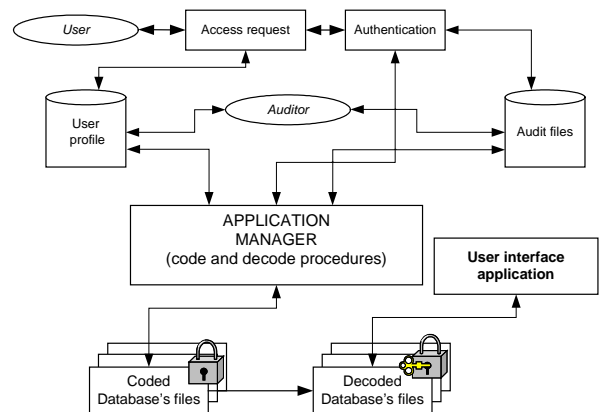 User
Access request
Authentication
User
profile
Auditor
Audit files
APPLICATION
MANAGER
(code and decode procedures)
User interface
application
Coded
Database's files
Decoded
Database's files